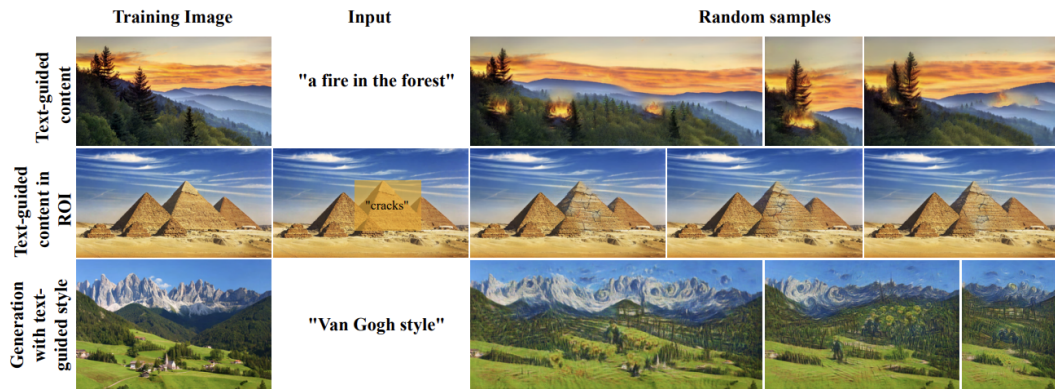 Training Image
Input
Random samples
Text-guided
content
"a fire in the forest"
Text-guided
content in
ROI
"cracks"
Generation
with text-
guided style
"Van Gogh style"